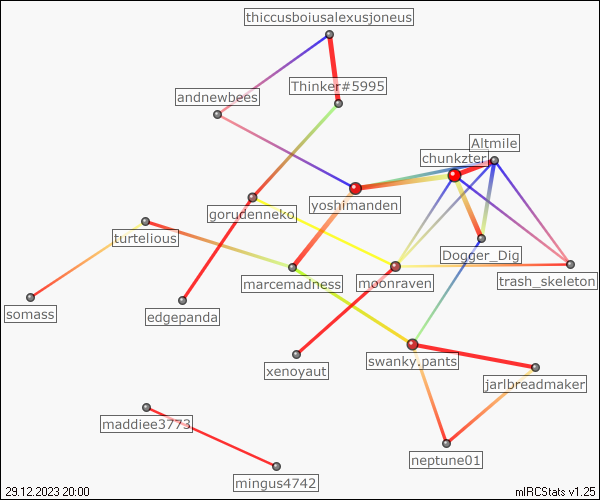 thiccusboiusalexusjoneus
Thinker#5995
andnewbees
Altmile
chunkzter
yoshimanden
gorudenneko
turtelious
Dogger_Dig
marcemadness
moonraven
trash_skeleton
somass
edgepanda
swanky.pants
xenoyaut
jarlbreadmaker
maddiee3773
neptune01
mingus4742
29.12.2023 20:00
mIRCStats v1.25